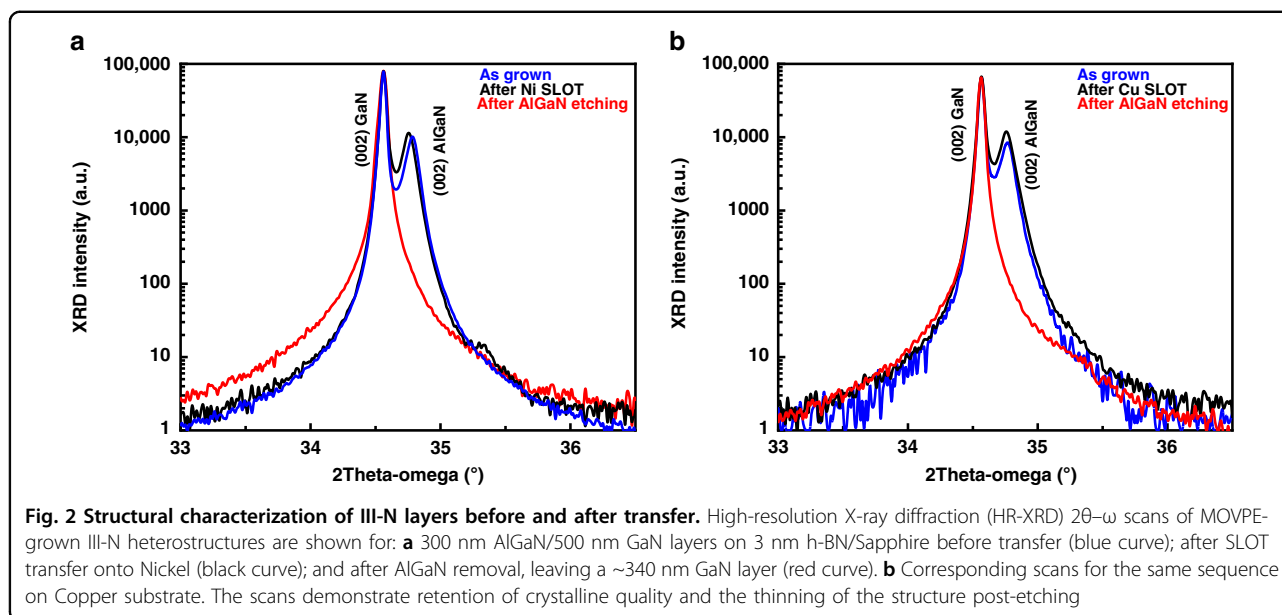 a
100,000
10,000
1000
100
10
1
XRD intensity (a.u.)
As grown
After Ni SLOT
After AlGaN etching
(002) GaN
(002) AlGaN
33
34
35
36
2Theta-omega (°)
b
100,000
10,000
1000
100
10
1
XRD intensity (a.u.)
As grown
After Cu SLOT
After AlGaN etching
(002) GaN
(002) AlGaN
33
34
35
36
2Theta-omega (°)
Fig. 2 Structural characterization of III-N layers before and after transfer. High-resolution X-ray diffraction (HR-XRD) 2θ–ω scans of MOVPE-
grown III-N heterostructures are shown for: a 300 nm AlGaN/500 nm GaN layers on 3 nm h-BN/Sapphire before transfer (blue curve); after SLOT
transfer onto Nickel (black curve); and after AlGaN removal, leaving a ~340 nm GaN layer (red curve). b Corresponding scans for the same sequence
on Copper substrate. The scans demonstrate retention of crystalline quality and the thinning of the structure post-etching